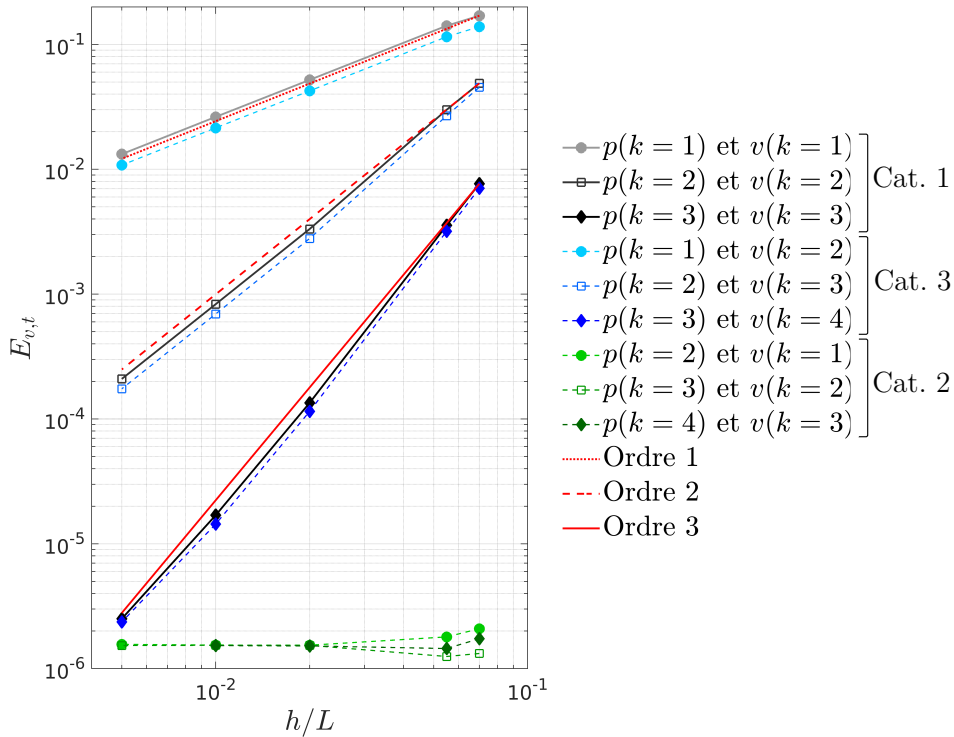 10⁻¹
10⁻²
10⁻³
10⁻⁴
10⁻⁵
10⁻⁶
E_{v,t}
10⁻² 10⁻¹
h/L
p(k = 1) et v(k = 1)
p(k = 2) et v(k = 2)
p(k = 3) et v(k = 3)
Cat. 1
p(k = 1) et v(k = 2)
p(k = 2) et v(k = 3)
p(k = 3) et v(k = 4)
Cat. 3
p(k = 2) et v(k = 1)
p(k = 3) et v(k = 2)
p(k = 4) et v(k = 3)
Cat. 2
Ordre 1
Ordre 2
Ordre 3